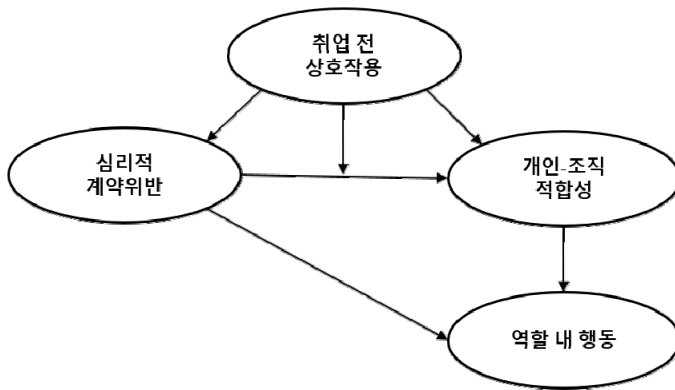 취업 전
상호작용
심리적
계약위반
개인-조직
적합성
역할 내 행동